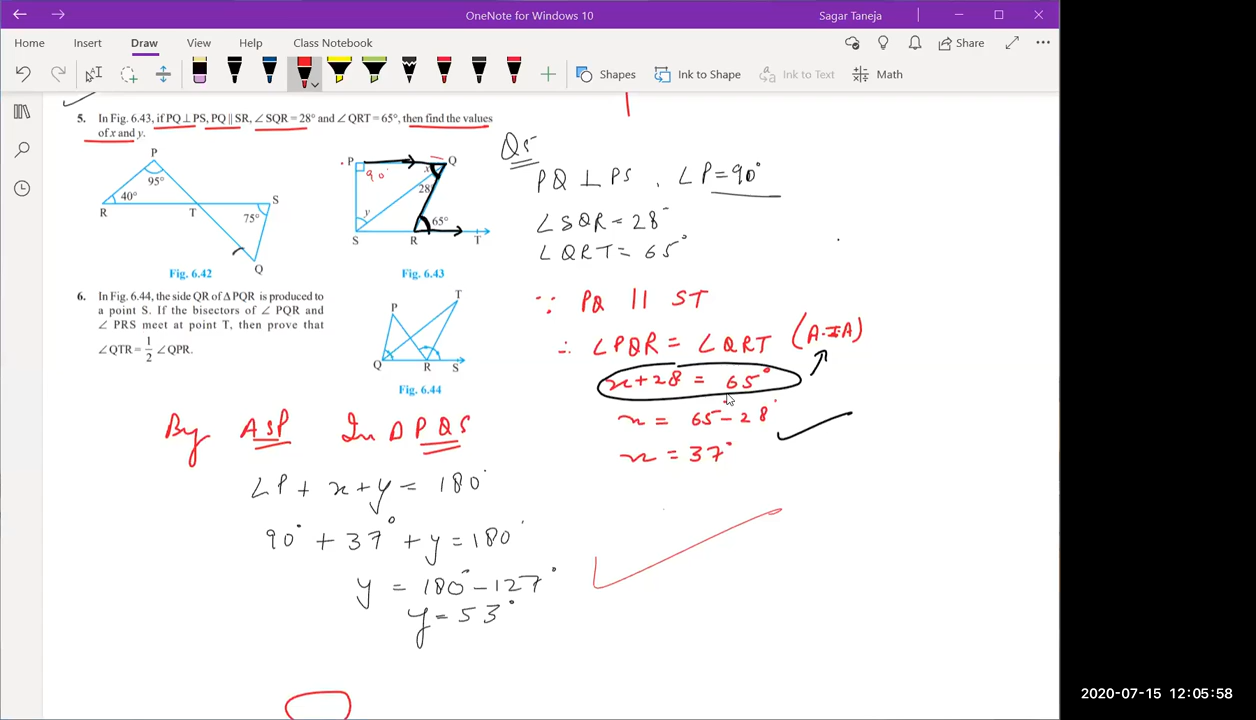 OneNote for Windows 10
Sagar Taneja
Home Insert Draw View Help Class Notebook
Share
Shapes Ink to Shape Ink to Text Math
5. In Fig. 6.43, if PQ ⊥ PS, PQ || SR, ∠ SQR = 28° and ∠ QRT = 65°, then find the values
of x and y.
P
95°
40°
R
T
S
75°
Q
Fig. 6.42
P
90°
Q
x
28°
y
65°
S
R
T
Fig. 6.43
6. In Fig. 6.44, the side QR of Δ PQR is produced to
a point S. If the bisectors of ∠ PQR and
∠ PRS meet at point T, then prove that
∠ QTR = 1/2 ∠ QPR.
T
P
Q
R
S
Fig. 6.44
Q5
PQ ⊥ PS , ∠P = 90°
∠SQR = 28°
∠QRT = 65°
∵ PQ || ST
∴ ∠PQR = ∠QRT (A.I.A)
x + 28 = 65°
x = 65 - 28°
x = 37°
By ASP In Δ PQS
∠P + x + y = 180°
90° + 37° + y = 180°
y = 180° - 127°
y = 53°
2020-07-15 12:05:58